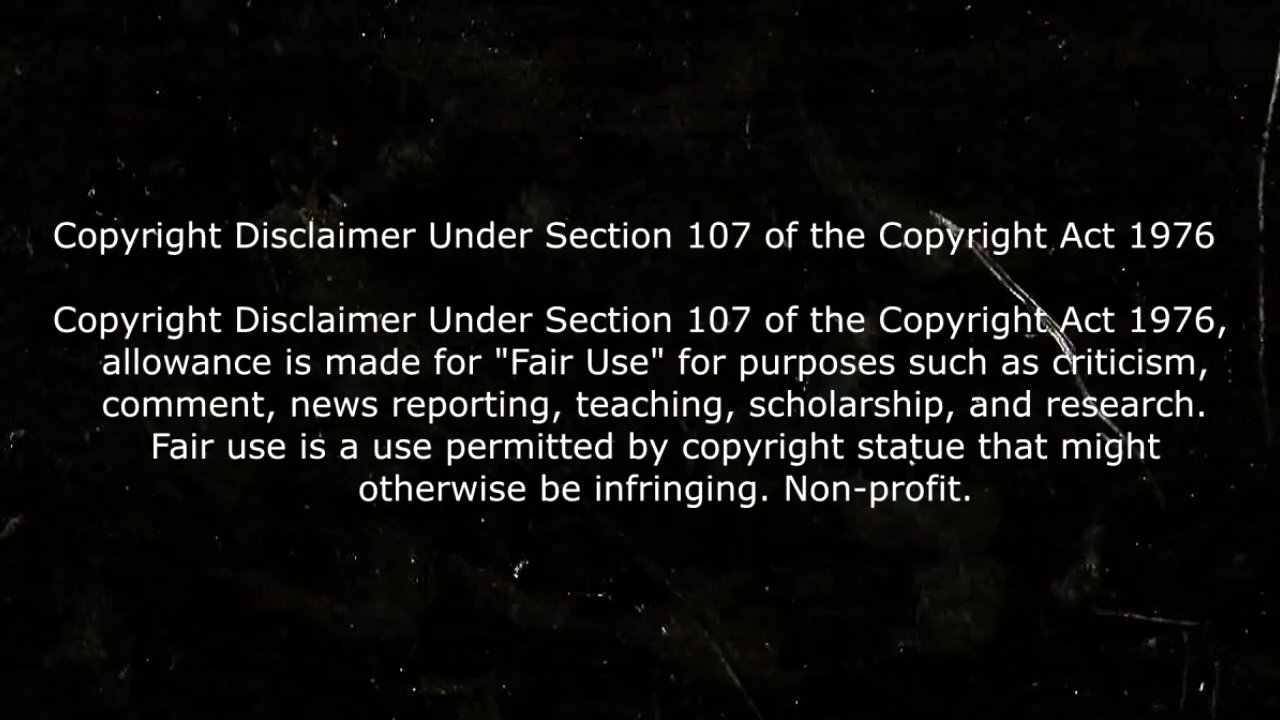 Copyright Disclaimer Under Section 107 of the Copyright Act 1976
Copyright Disclaimer Under Section 107 of the Copyright Act 1976,
allowance is made for "Fair Use" for purposes such as criticism,
comment, news reporting, teaching, scholarship, and research.
Fair use is a use permitted by copyright statue that might
otherwise be infringing. Non-profit.